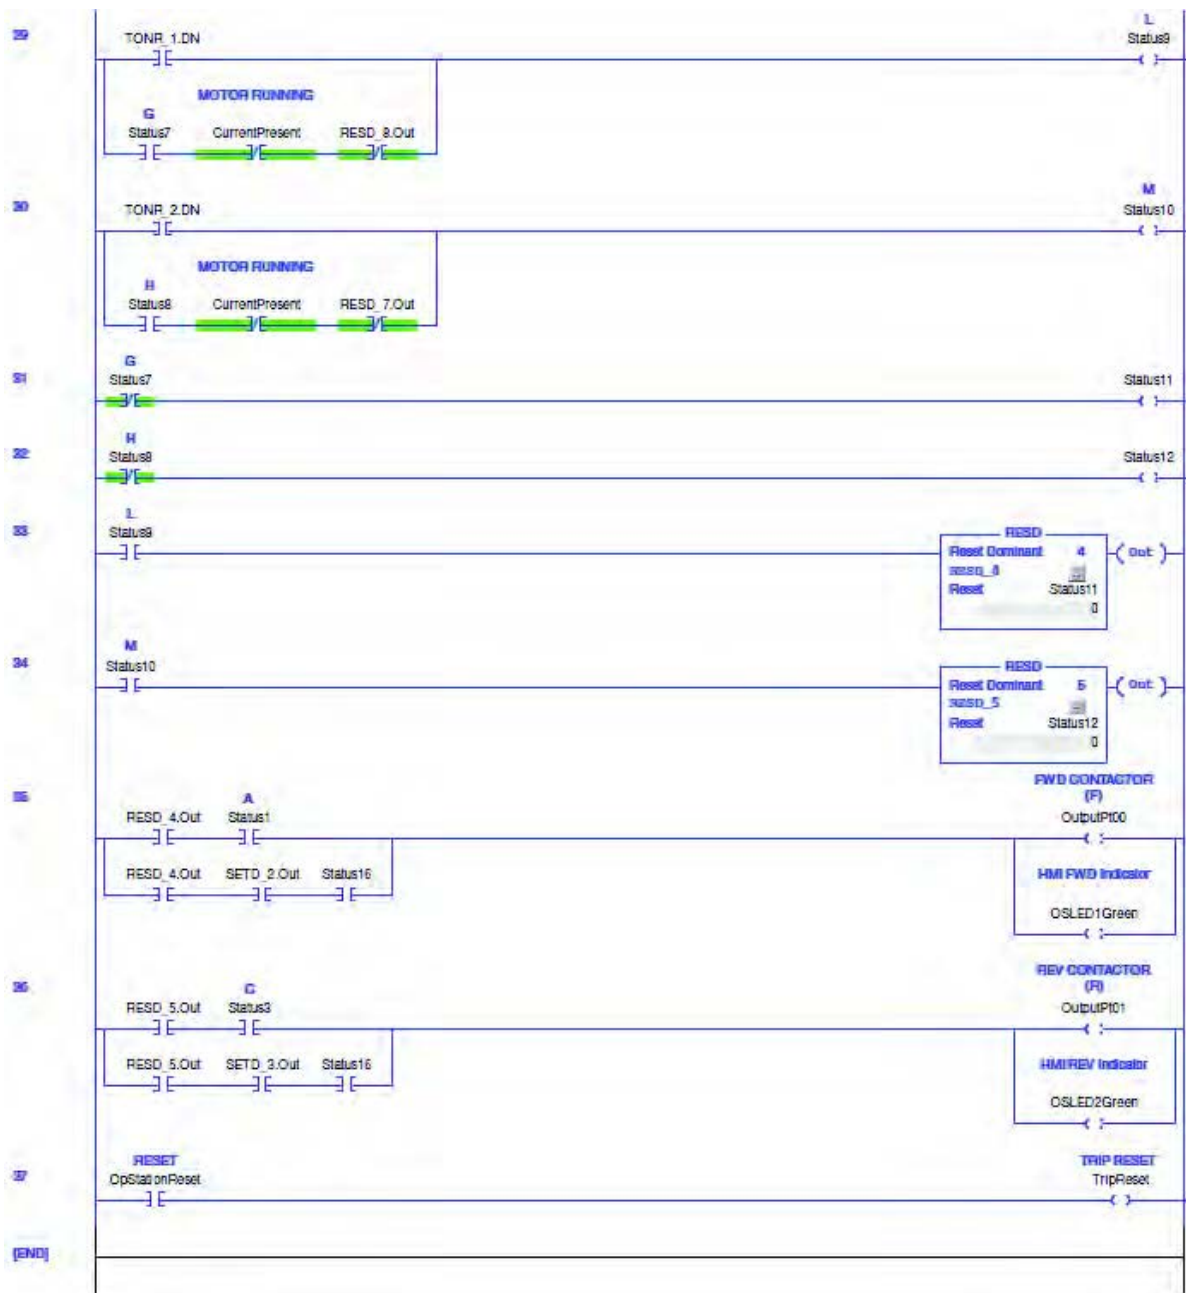 29
TONR_1.DN
L
Status9
MOTOR RUNNING
G
Status7 CurrentPresent RESD_8.Out
30
TONR_2.DN
M
Status10
MOTOR RUNNING
H
Status8 CurrentPresent RESD_7.Out
31
G
Status7
Status11
32
H
Status8
Status12
33
L
Status9
RESD
Reset Dominant 4
RESD_4
Reset Status11
0
Out
34
M
Status10
RESD
Reset Dominant 5
RESD_5
Reset Status12
0
Out
35
A
RESD_4.Out Status1
FWD CONTACTOR
(F)
OutputPt00
RESD_4.Out SETD_2.Out Status16
HMI FWD Indicator
OSLED1Green
36
C
RESD_5.Out Status3
REV CONTACTOR
(R)
OutputPt01
RESD_5.Out SETD_3.Out Status16
HMI REV Indicator
OSLED2Green
37
RESET
OpStationReset
TRIP RESET
TripReset
[END]